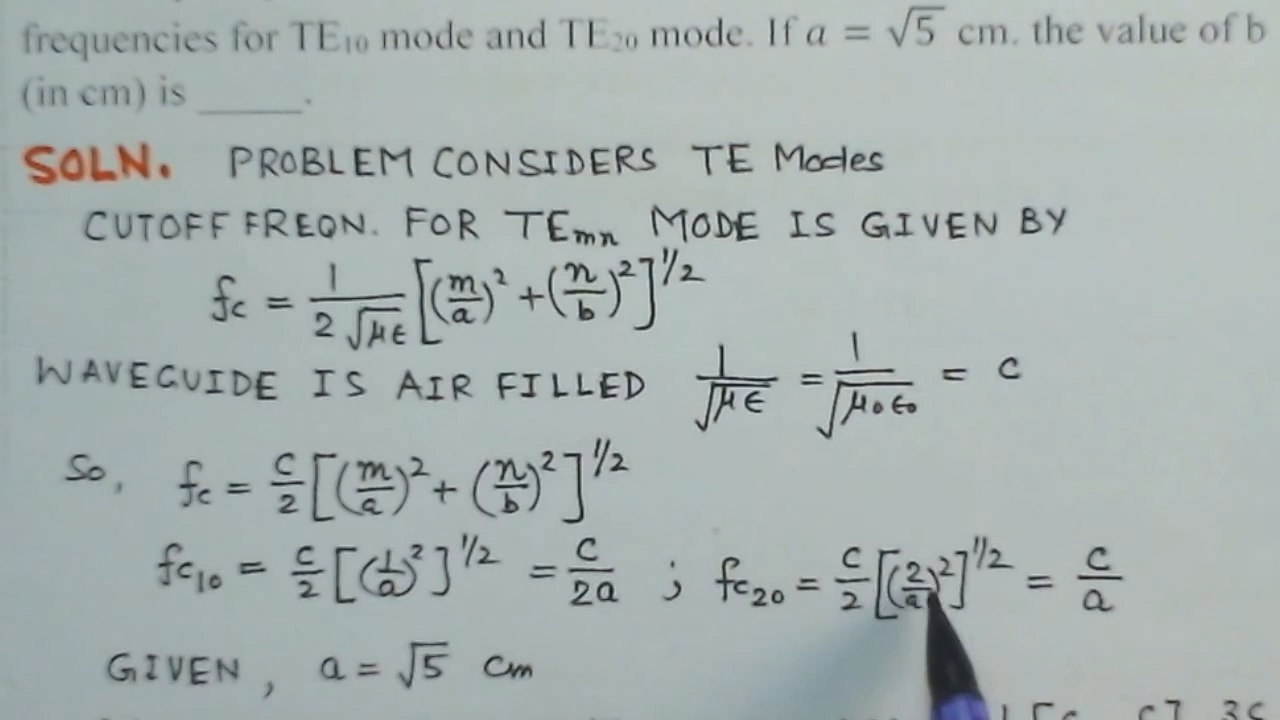 frequencies for TE₁₀ mode and TE₂₀ mode. If a = √5 cm. the value of b
(in cm) is _____.
SOLN. PROBLEM CONSIDERS TE Modes
CUTOFF FREQN. FOR TEmn MODE IS GIVEN BY
fc = 1/(2√με) [(m/a)² + (n/b)²]^1/2
WAVEGUIDE IS AIR FILLED 1/√με = 1/√μ₀ε₀ = c
So, fc = c/2 [(m/a)² + (n/b)²]^1/2
fc₁₀ = c/2 [(1/a)²]^1/2 = c/2a ; fc₂₀ = c/2 [(2/a)²]^1/2 = c/a
GIVEN, a = √5 cm